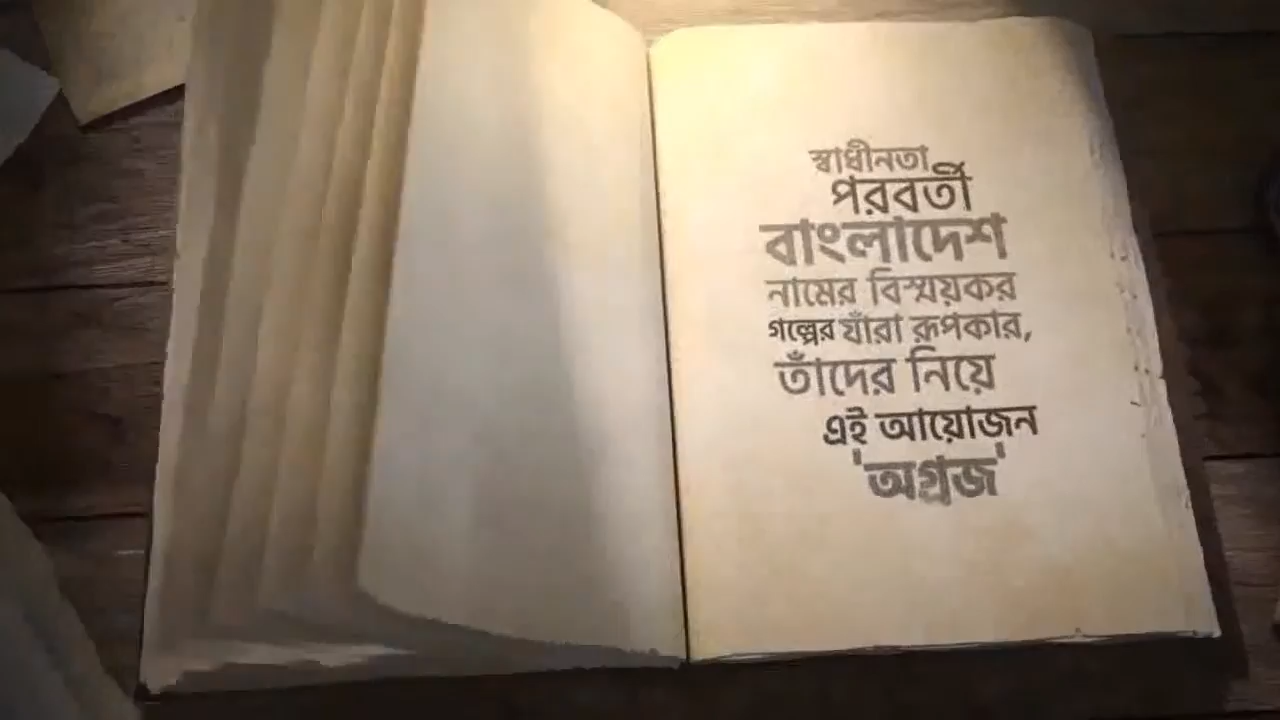 স্বাধীনতা
পরবর্তী
বাংলাদেশ
নামের বিস্ময়কর
গল্পের যাঁরা রূপকার,
তাঁদের নিয়ে
এই আয়োজন
'অগ্রজ'